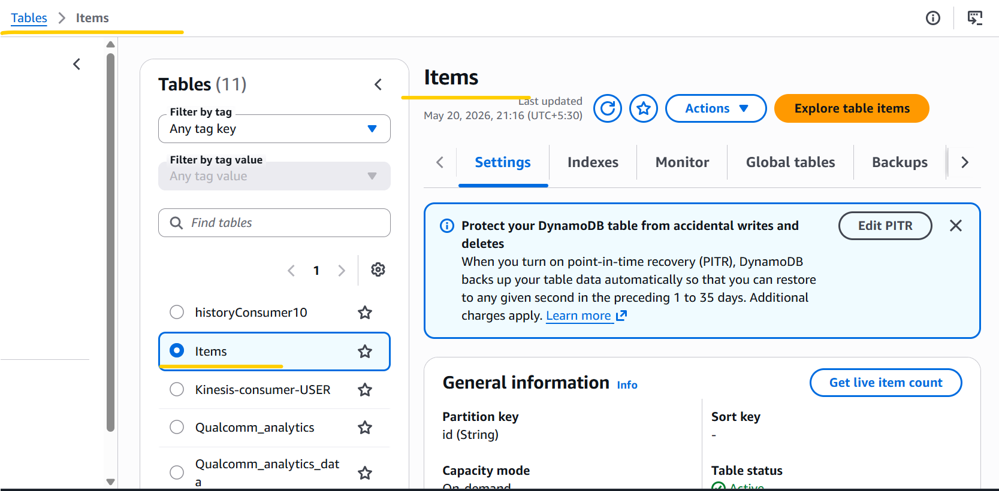 Tables > Items
Tables (11)
Filter by tag
Any tag key
Filter by tag value
Any tag value
Find tables
1
historyConsumer10
Items
Kinesis-consumer-USER
Qualcomm_analytics
Qualcomm_analytics_dat
a
Items
Last updated
May 20, 2026, 21:16 (UTC+5:30)
Actions
Explore table items
Settings
Indexes
Monitor
Global tables
Backups
Protect your DynamoDB table from accidental writes and
deletes
When you turn on point-in-time recovery (PITR), DynamoDB
backs up your table data automatically so that you can restore
to any given second in the preceding 1 to 35 days. Additional
charges apply. Learn more
Edit PITR
General information Info
Get live item count
Partition key
id (String)
Sort key
-
Capacity mode
On-demand
Table status
Active